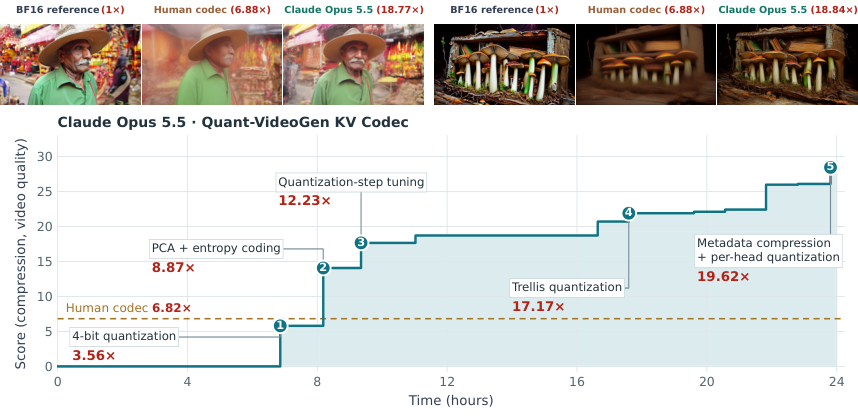 BF16 reference (1×) Human codec (6.88×) Claude Opus 5.5 (18.77×) BF16 reference (1×) Human codec (6.88×) Claude Opus 5.5 (18.84×)
Claude Opus 5.5 · Quant-VideoGen KV Codec
Score (compression, video quality)
30
25
20
15
10
5
0
Quantization-step tuning
12.23×
PCA + entropy coding
8.87×
Human codec 6.82×
4-bit quantization
3.56×
Trellis quantization
17.17×
Metadata compression
+ per-head quantization
19.62×
1
2
3
4
5
0 4 8 12 16 20 24
Time (hours)